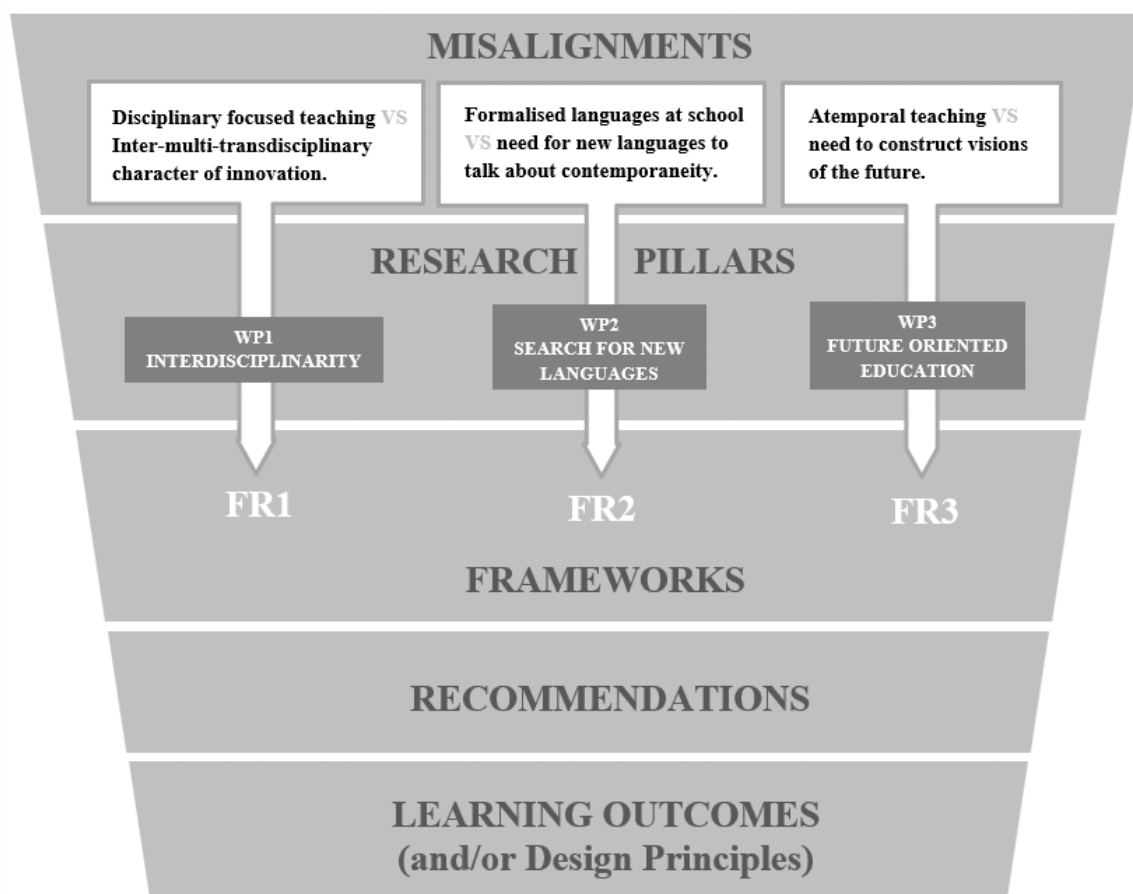 MISALIGNMENTS
Disciplinary focused teaching VS
Inter-multi-transdisciplinary
character of innovation.
Formalised languages at school
VS need for new languages to
talk about contemporaneity.
Atemporal teaching VS
need to construct visions
of the future.
RESEARCH PILLARS
WP1
INTERDISCIPLINARITY
WP2
SEARCH FOR NEW
LANGUAGES
WP3
FUTURE ORIENTED
EDUCATION
FR1
FR2
FR3
FRAMEWORKS
RECOMMENDATIONS
LEARNING OUTCOMES
(and/or Design Principles)